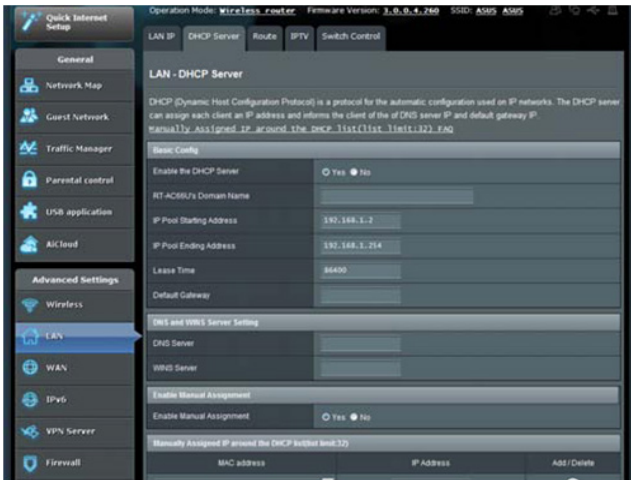 Quick Internet
Setup
Operation Mode: Wireless router Firmware Version: 3.0.0.4.260 SSID: ASUS ASUS
LAN IP DHCP Server Route IPTV Switch Control
General
Network Map
Guest Network
Traffic Manager
Parental control
USB application
AiCloud
Advanced Settings
Wireless
LAN
WAN
IPv6
VPN Server
Firewall
LAN - DHCP Server
DHCP (Dynamic Host Configuration Protocol) is a protocol for the automatic configuration used on IP networks. The DHCP server
can assign each client an IP address and informs the client of the of DNS server IP and default gateway IP.
Manually Assigned IP around the DHCP list(list limit:32) FAQ
Basic Config
Enable the DHCP Server Yes No
RT-AC66U's Domain Name
IP Pool Starting Address 192.168.1.2
IP Pool Ending Address 192.168.1.254
Lease Time 86400
Default Gateway
DNS and WINS Server Setting
DNS Server
WINS Server
Enable Manual Assignment
Enable Manual Assignment Yes No
Manually Assigned IP around the DHCP list(list limit:32)
MAC address IP Address Add / Delete